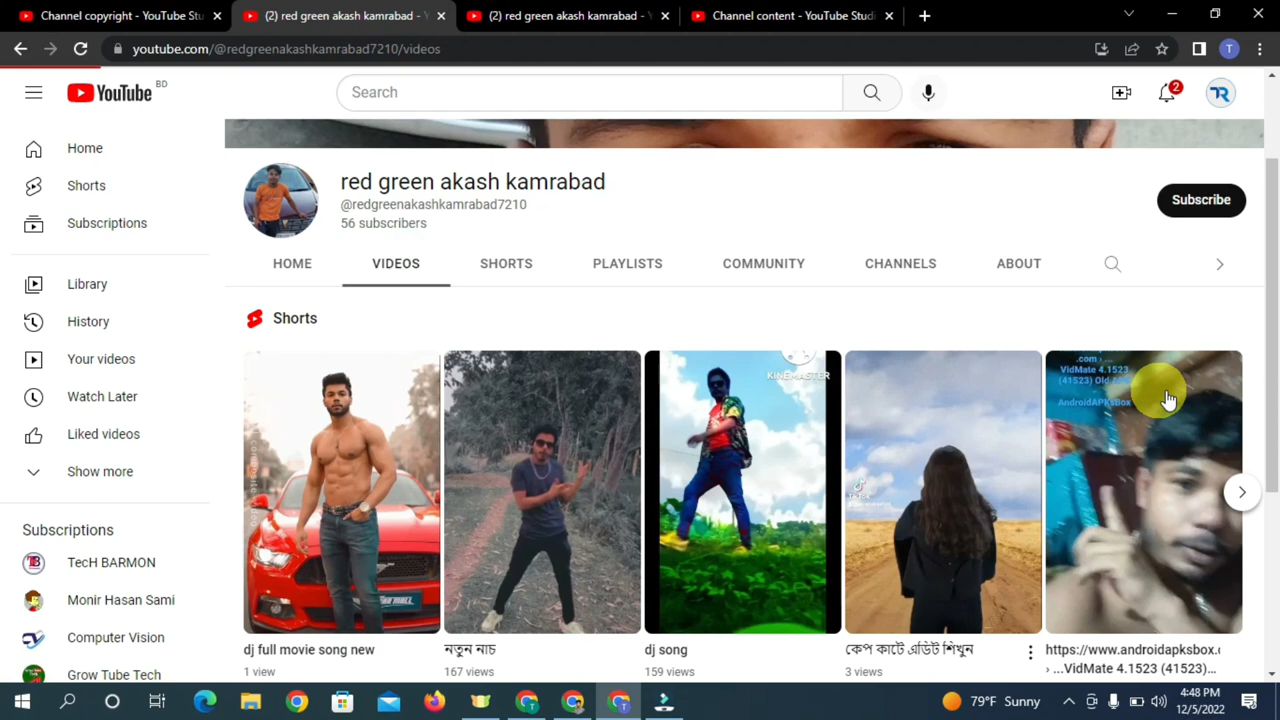 Channel copyright - YouTube Stu
(2) red green akash kamrabad - Y
(2) red green akash kamrabad - Y
Channel content - YouTube Studi
youtube.com/@redgreenakashkamrabad7210/videos
T
YouTube BD
Search
2
Home
Shorts
Subscriptions
Library
History
Your videos
Watch Later
Liked videos
Show more
Subscriptions
TecH BARMON
Monir Hasan Sami
Computer Vision
Grow Tube Tech
red green akash kamrabad
@redgreenakashkamrabad7210
56 subscribers
Subscribe
HOME VIDEOS SHORTS PLAYLISTS COMMUNITY CHANNELS ABOUT
Shorts
KINEMASTER
.com › ...
VidMate 4.1523
(41523) Old
AndroidAPKsBox
dj full movie song new
1 view
নতুন নাচ
167 views
dj song
159 views
কেপ কাটে এডিট শিখুন
3 views
https://www.androidapksbox.c
› ...VidMate 4.1523 (41523)...
79°F Sunny
4:48 PM
12/5/2022